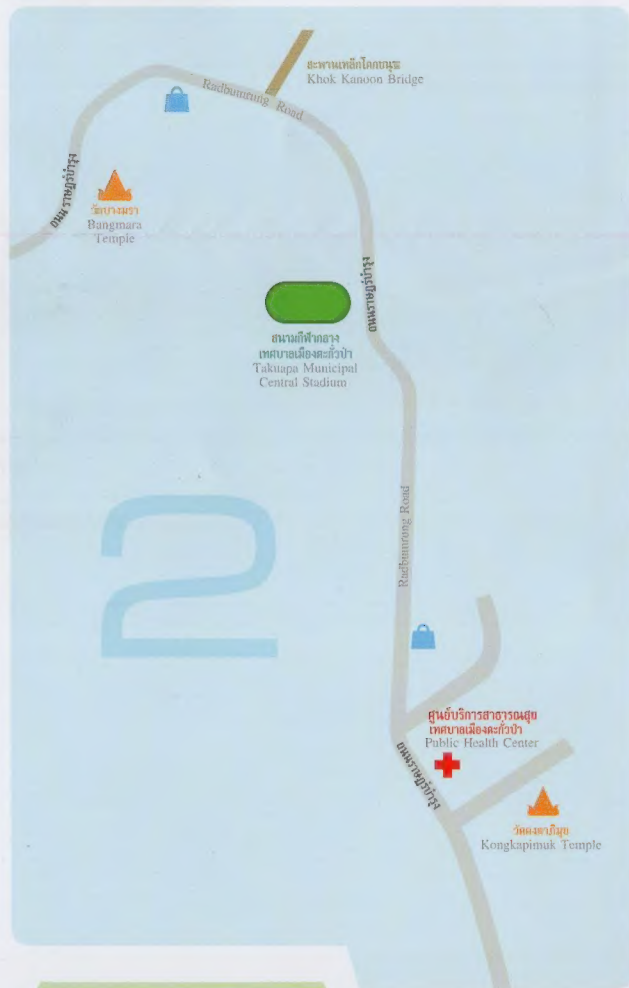 สะพานเหล็กโคกขนุน
Khok Kanoon Bridge
Radbumrung Road
ถนน ราษฎร์บำรุง
วัดบางมรา
Bangmara
Temple
ถนนราษฎร์บำรุง
สนามกีฬากลาง
เทศบาลเมืองตะกั่วป่า
Takuapa Municipal
Central Stadium
2
Radbumrung Road
ศูนย์บริการสาธารณสุข
เทศบาลเมืองตะกั่วป่า
Public Health Center
ถนนราษฎร์บำรุง
วัดคงคาภิมุข
Kongkapimuk Temple